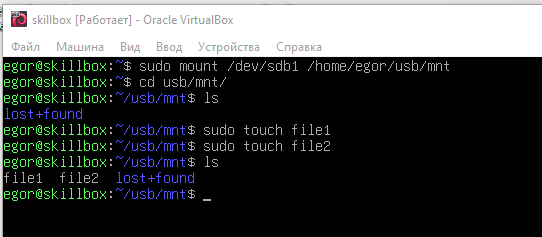 skillbox [Работает] - Oracle VirtualBox
Файл Машина Вид Ввод Устройства Справка
egor@skillbox:~$ sudo mount /dev/sdb1 /home/egor/usb/mnt
egor@skillbox:~$ cd usb/mnt/
egor@skillbox:~/usb/mnt$ ls
lost+found
egor@skillbox:~/usb/mnt$ sudo touch file1
egor@skillbox:~/usb/mnt$ sudo touch file2
egor@skillbox:~/usb/mnt$ ls
file1 file2 lost+found
egor@skillbox:~/usb/mnt$ _